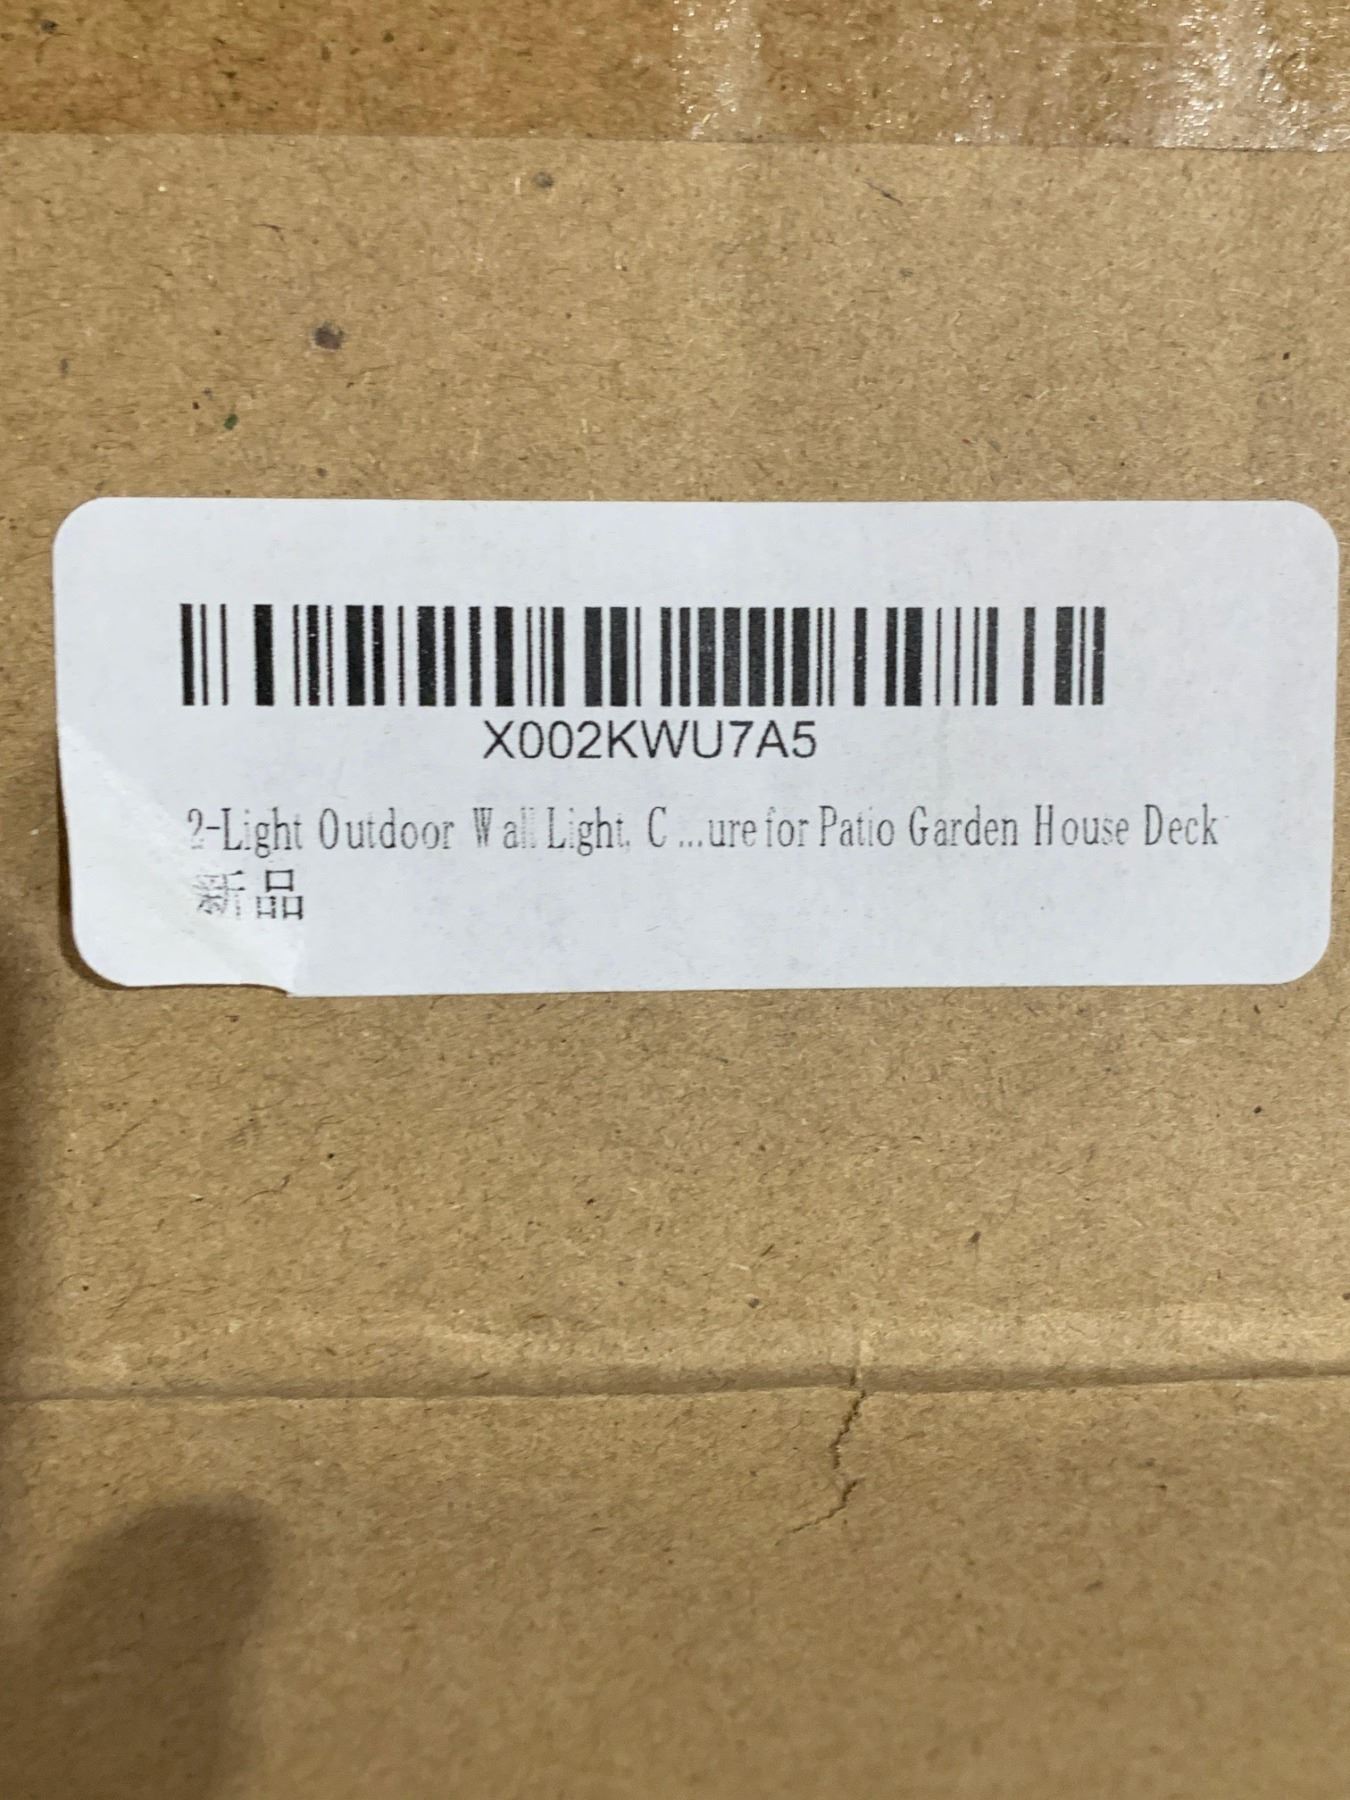 X002KWU7A5
2-Light Outdoor Wall Light, C ...ure for Patio Garden House Deck
新品